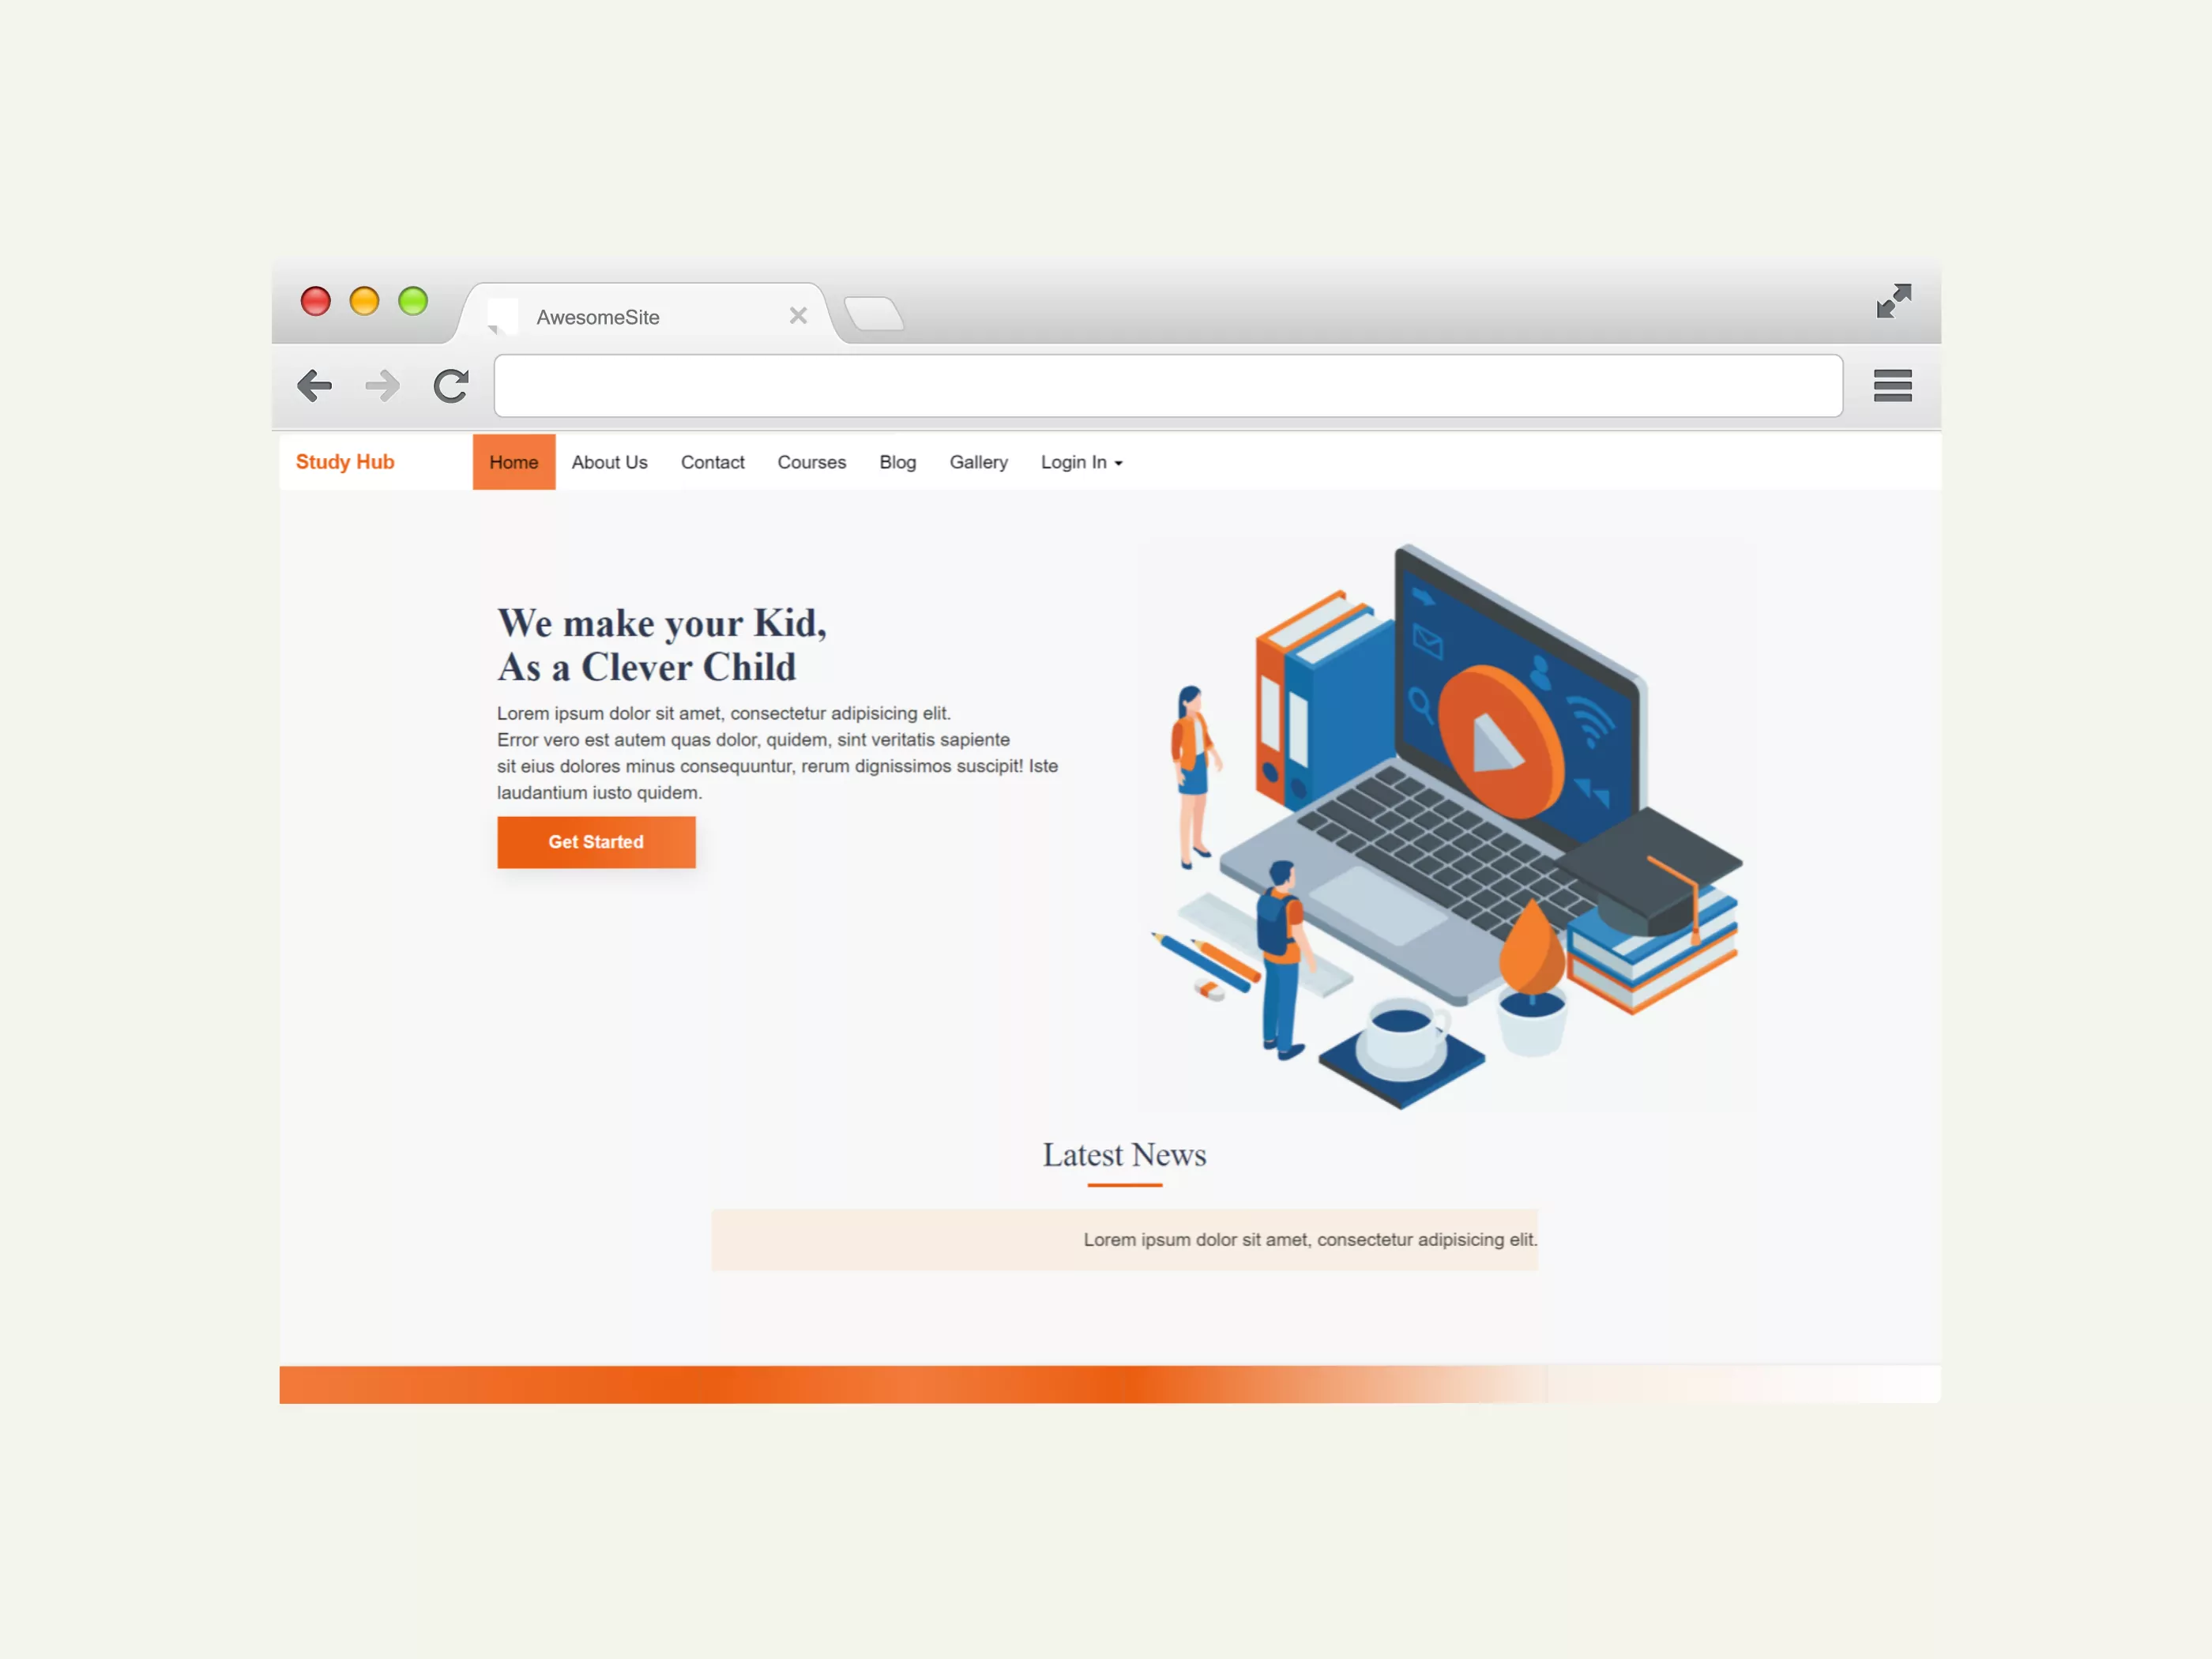 AwesomeSite
Study Hub
Home
About Us
Contact
Courses
Blog
Gallery
Login In
We make your Kid,
As a Clever Child
Lorem ipsum dolor sit amet, consectetur adipisicing elit.
Error vero est autem quas dolor, quidem, sint veritatis sapiente
sit eius dolores minus consequuntur, rerum dignissimos suscipit! Iste
laudantium iusto quidem.
Get Started
Latest News
Lorem ipsum dolor sit amet, consectetur adipisicing elit.